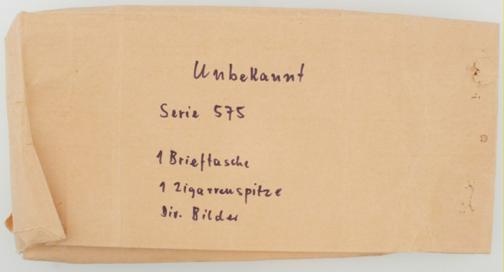 Unbekannt
Serie 575
1 Brieftasche
1 Zigarrenspitze
Div. Bilder